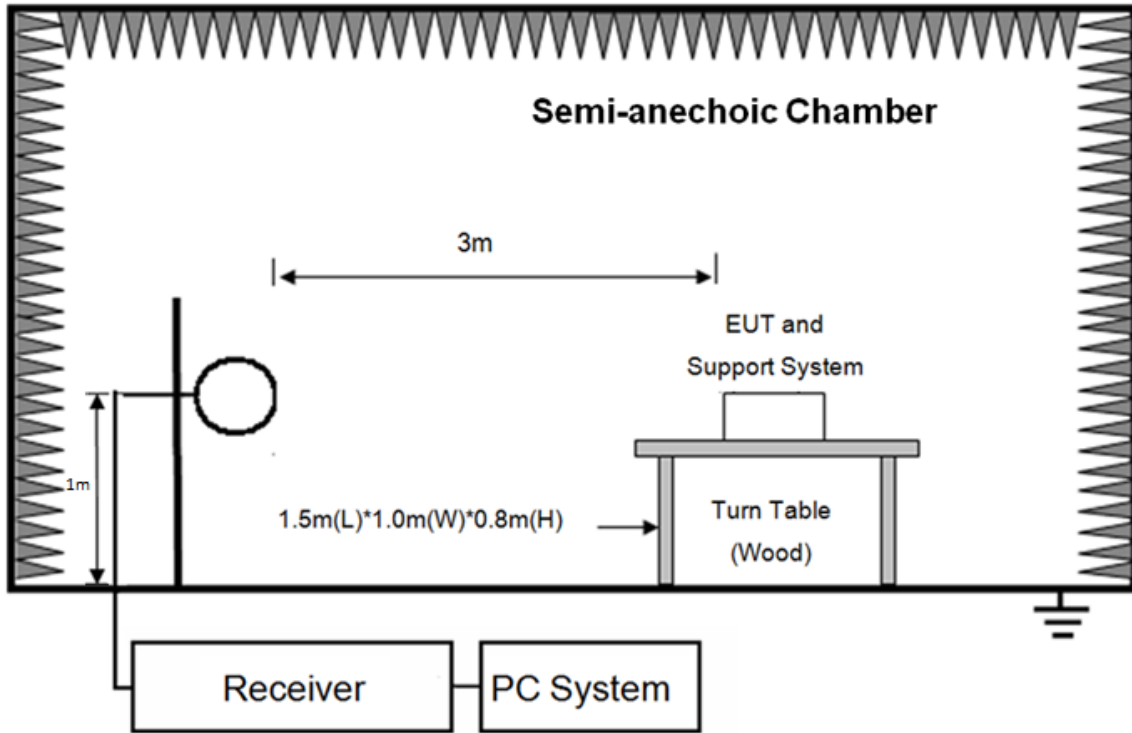 Semi-anechoic Chamber
3m
EUT and
Support System
1m
1.5m(L)*1.0m(W)*0.8m(H)
Turn Table
(Wood)
Receiver
PC System